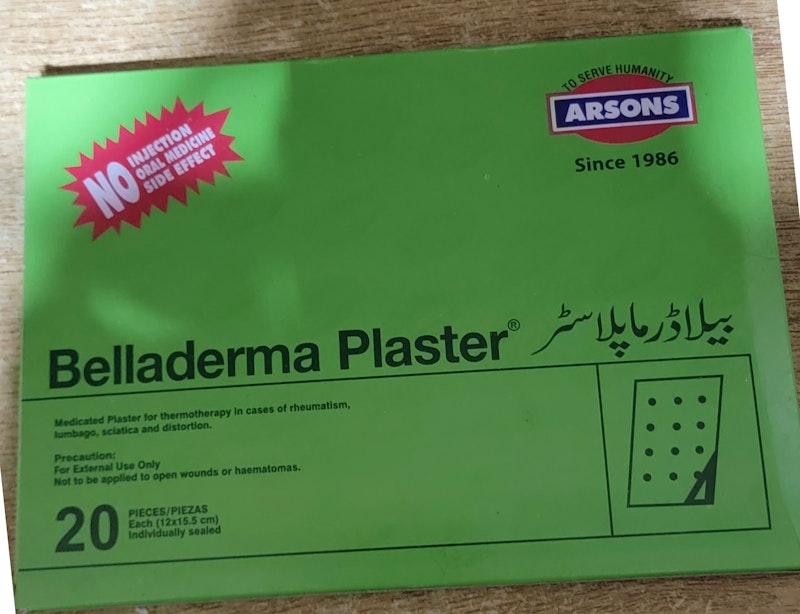 NO INJECTION
ORAL MEDICINE
SIDE EFFECT
TO SERVE HUMANITY
ARSONS
Since 1986
Belladerma Plaster® بیلاڈرما پلاسٹر
Medicated Plaster for thermotherapy in cases of rheumatism,
lumbago, sciatica and distortion.
Precaution:
For External Use Only
Not to be applied to open wounds or haematomas.
20 PIECES/PIEZAS
Each (12x15.5 cm)
Individually sealed